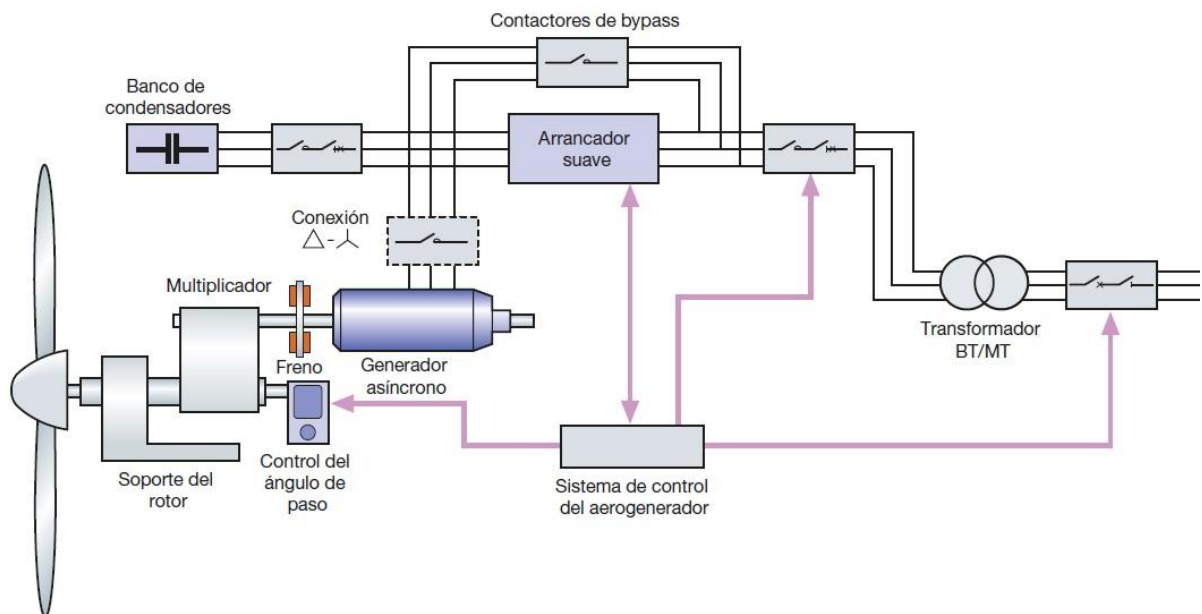 Contactores de bypass
Banco de
condensadores
Arrancador
suave
Conexión
△-⅄
Multiplicador
Freno
Generador
asíncrono
Transformador
BT/MT
Soporte del
rotor
Control del
ángulo de
paso
Sistema de control
del aerogenerador